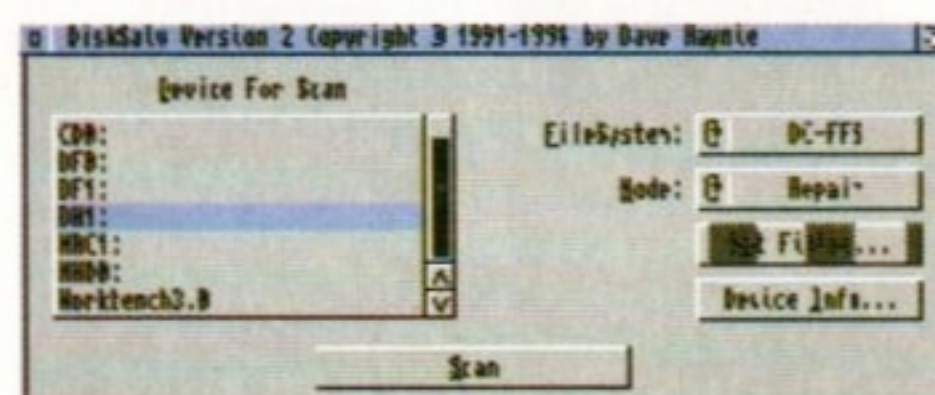 DiskSalv Version 2 Copyright 1991-1994 by Dave Haynie
Device For Scan
CD0:
DF0:
DF1:
DH1:
Workbench3.0
FileSystem: DC-FFS
Mode: Repair
Device Info...
Scan